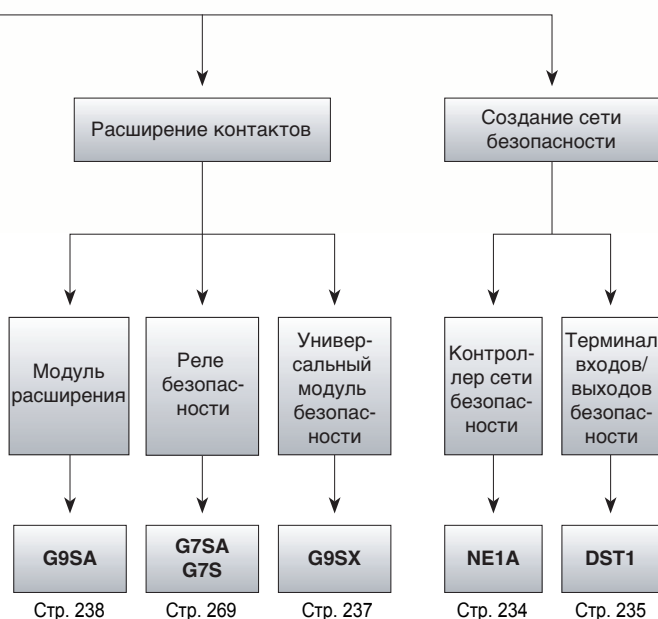 Расширение контактов
Создание сети
безопасности
Модуль
расширения
Реле
безопас-
ности
Универ-
сальный
модуль
безопас-
ности
Контрол-
лер сети
безопас-
ности
Терминал
входов/
выходов
безопас-
ности
G9SA
G7SA
G7S
G9SX
NE1A
DST1
Стр. 238
Стр. 269
Стр. 237
Стр. 234
Стр. 235